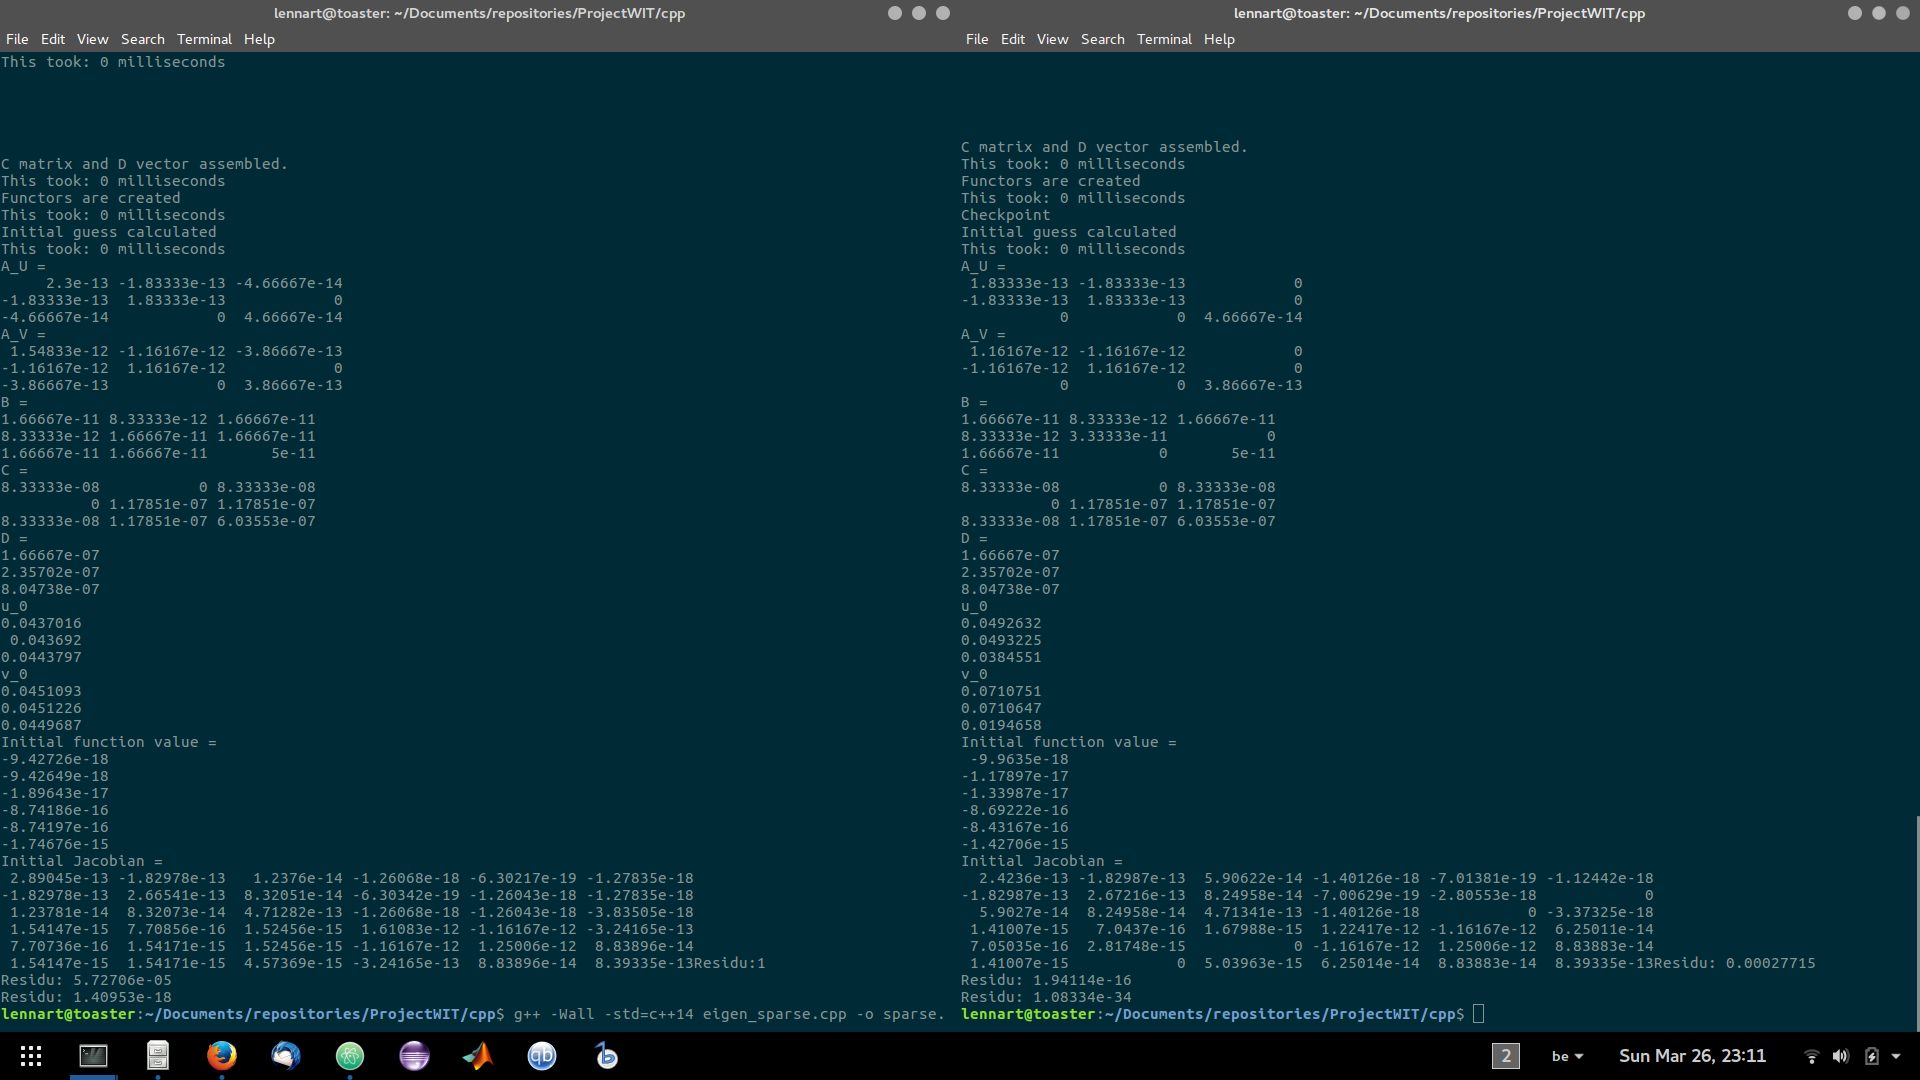 lennart@toaster: ~/Documents/repositories/ProjectWIT/cpp
File Edit View Search Terminal Help
This took: 0 milliseconds
C matrix and D vector assembled.
This took: 0 milliseconds
Functors are created
This took: 0 milliseconds
Initial guess calculated
This took: 0 milliseconds
A_U =
2.3e-13 -1.83333e-13 -4.66667e-14
-1.83333e-13 1.83333e-13 0
-4.66667e-14 0 4.66667e-14
A_V =
1.54833e-12 -1.16167e-12 -3.86667e-13
-1.16167e-12 1.16167e-12 0
-3.86667e-13 0 3.86667e-13
B =
1.66667e-11 8.33333e-12 1.66667e-11
8.33333e-12 1.66667e-11 1.66667e-11
1.66667e-11 1.66667e-11 5e-11
C =
8.33333e-08 0 8.33333e-08
0 1.17851e-07 1.17851e-07
8.33333e-08 1.17851e-07 6.03553e-07
D =
1.66667e-07
2.35702e-07
8.04738e-07
u_0
0.0437016
0.043692
0.0443797
v_0
0.0451093
0.0451226
0.0449687
Initial function value =
-9.42726e-18
-9.42649e-18
-1.89643e-17
-8.74186e-16
-8.74197e-16
-1.74676e-15
Initial Jacobian =
2.89045e-13 -1.82978e-13 1.2376e-14 -1.26068e-18 -6.30217e-19 -1.27835e-18
-1.82978e-13 2.66541e-13 8.32051e-14 -6.30342e-19 -1.26043e-18 -1.27835e-18
1.23781e-14 8.32073e-14 4.71282e-13 -1.26068e-18 -1.26043e-18 -3.83505e-18
1.54147e-15 7.70856e-16 1.52456e-15 1.61083e-12 -1.16167e-12 -3.24165e-13
7.70736e-16 1.54171e-15 1.52456e-15 -1.16167e-12 1.25006e-12 8.83896e-14
1.54147e-15 1.54171e-15 4.57369e-15 -3.24165e-13 8.83896e-14 8.39335e-13Residu:1
Residu: 5.72706e-05
Residu: 1.40953e-18
lennart@toaster:~/Documents/repositories/ProjectWIT/cpp$ g++ -Wall -std=c++14 eigen_sparse.cpp -o sparse.
lennart@toaster: ~/Documents/repositories/ProjectWIT/cpp
File Edit View Search Terminal Help
C matrix and D vector assembled.
This took: 0 milliseconds
Functors are created
This took: 0 milliseconds
Checkpoint
Initial guess calculated
This took: 0 milliseconds
A_U =
1.83333e-13 -1.83333e-13 0
-1.83333e-13 1.83333e-13 0
0 0 4.66667e-14
A_V =
1.16167e-12 -1.16167e-12 0
-1.16167e-12 1.16167e-12 0
0 0 3.86667e-13
B =
1.66667e-11 8.33333e-12 1.66667e-11
8.33333e-12 3.33333e-11 0
1.66667e-11 0 5e-11
C =
8.33333e-08 0 8.33333e-08
0 1.17851e-07 1.17851e-07
8.33333e-08 1.17851e-07 6.03553e-07
D =
1.66667e-07
2.35702e-07
8.04738e-07
u_0
0.0492632
0.0493225
0.0384551
v_0
0.0710751
0.0710647
0.0194658
Initial function value =
-9.9635e-18
-1.17897e-17
-1.33987e-17
-8.69222e-16
-8.43167e-16
-1.42706e-15
Initial Jacobian =
2.4236e-13 -1.82987e-13 5.90622e-14 -1.40126e-18 -7.01381e-19 -1.12442e-18
-1.82987e-13 2.67216e-13 8.24958e-14 -7.00629e-19 -2.80553e-18 0
5.9027e-14 8.24958e-14 4.71341e-13 -1.40126e-18 0 -3.37325e-18
1.41007e-15 7.0437e-16 1.67988e-15 1.22417e-12 -1.16167e-12 6.25011e-14
7.05035e-16 2.81748e-15 0 -1.16167e-12 1.25006e-12 8.83883e-14
1.41007e-15 0 5.03963e-15 6.25014e-14 8.83883e-14 8.39335e-13Residu: 0.00027715
Residu: 1.94114e-16
Residu: 1.08334e-34
lennart@toaster:~/Documents/repositories/ProjectWIT/cpp$
qb
b
2
be
Sun Mar 26, 23:11